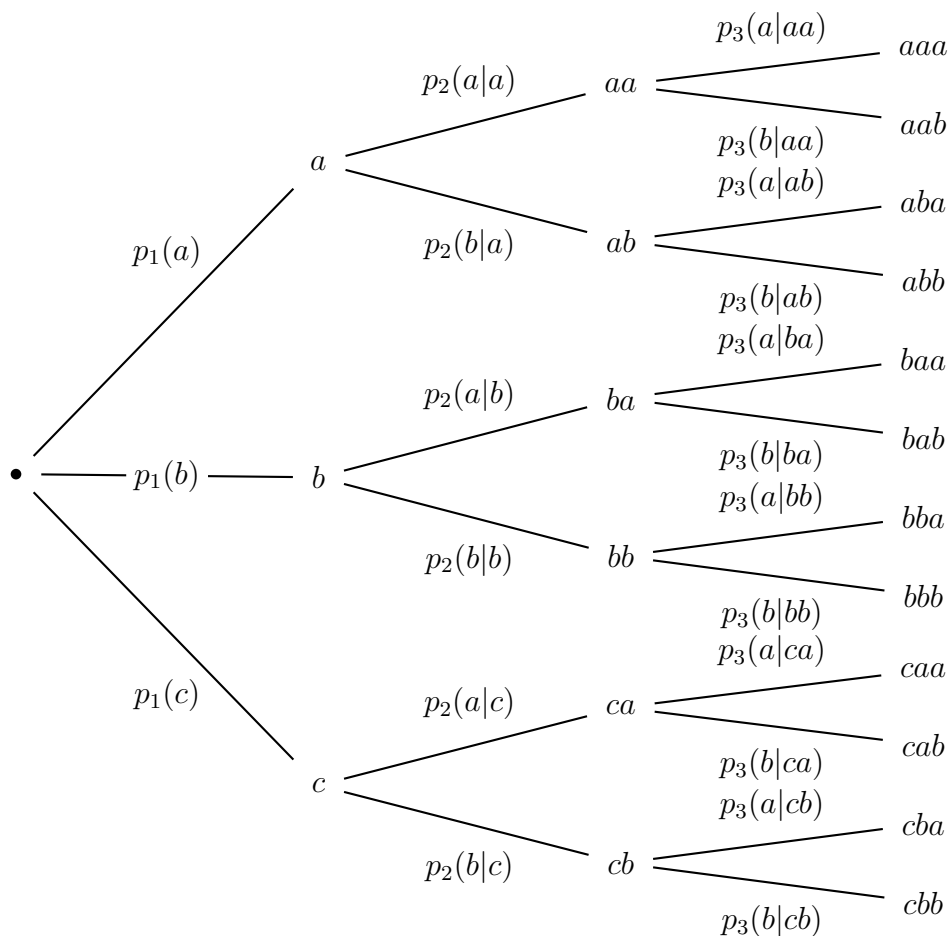 p₃(a|aa)
aaa
p₂(a|a)
aa
aab
p₃(b|aa)
a
p₃(a|ab)
aba
p₁(a)
p₂(b|a)
ab
abb
p₃(b|ab)
p₃(a|ba)
baa
p₂(a|b)
ba
bab
p₃(b|ba)
p₁(b)
b
p₃(a|bb)
bba
p₂(b|b)
bb
bbb
p₃(b|bb)
p₃(a|ca)
caa
p₁(c)
p₂(a|c)
ca
cab
p₃(b|ca)
c
p₃(a|cb)
cba
p₂(b|c)
cb
cbb
p₃(b|cb)